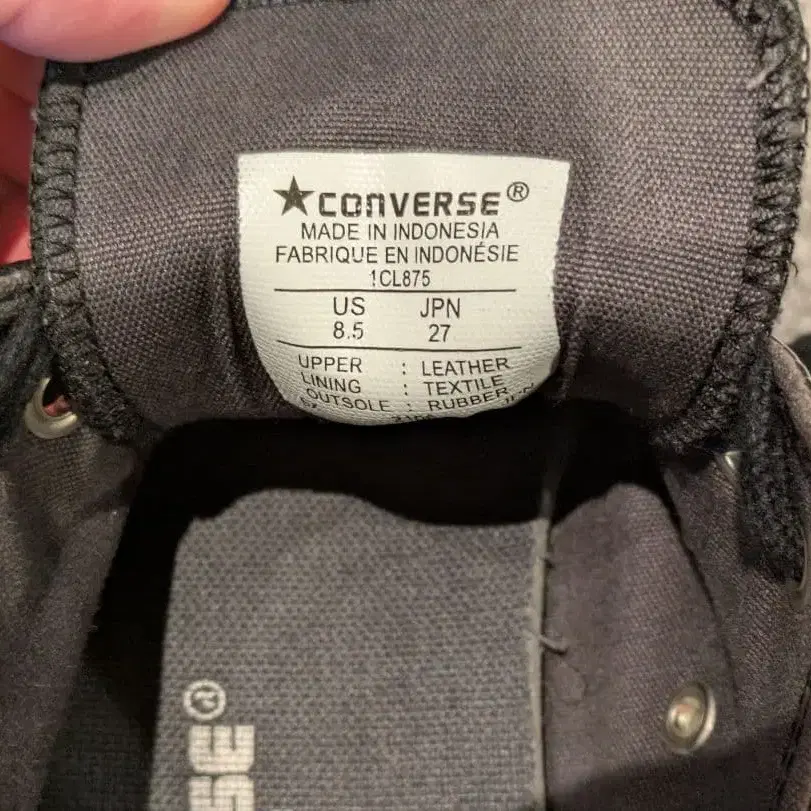 ★CONVERSE®
MADE IN INDONESIA
FABRIQUE EN INDONÉSIE
1CL875
US JPN
8.5 27
UPPER : LEATHER
LINING : TEXTILE
OUTSOLE : RUBBER
SE®